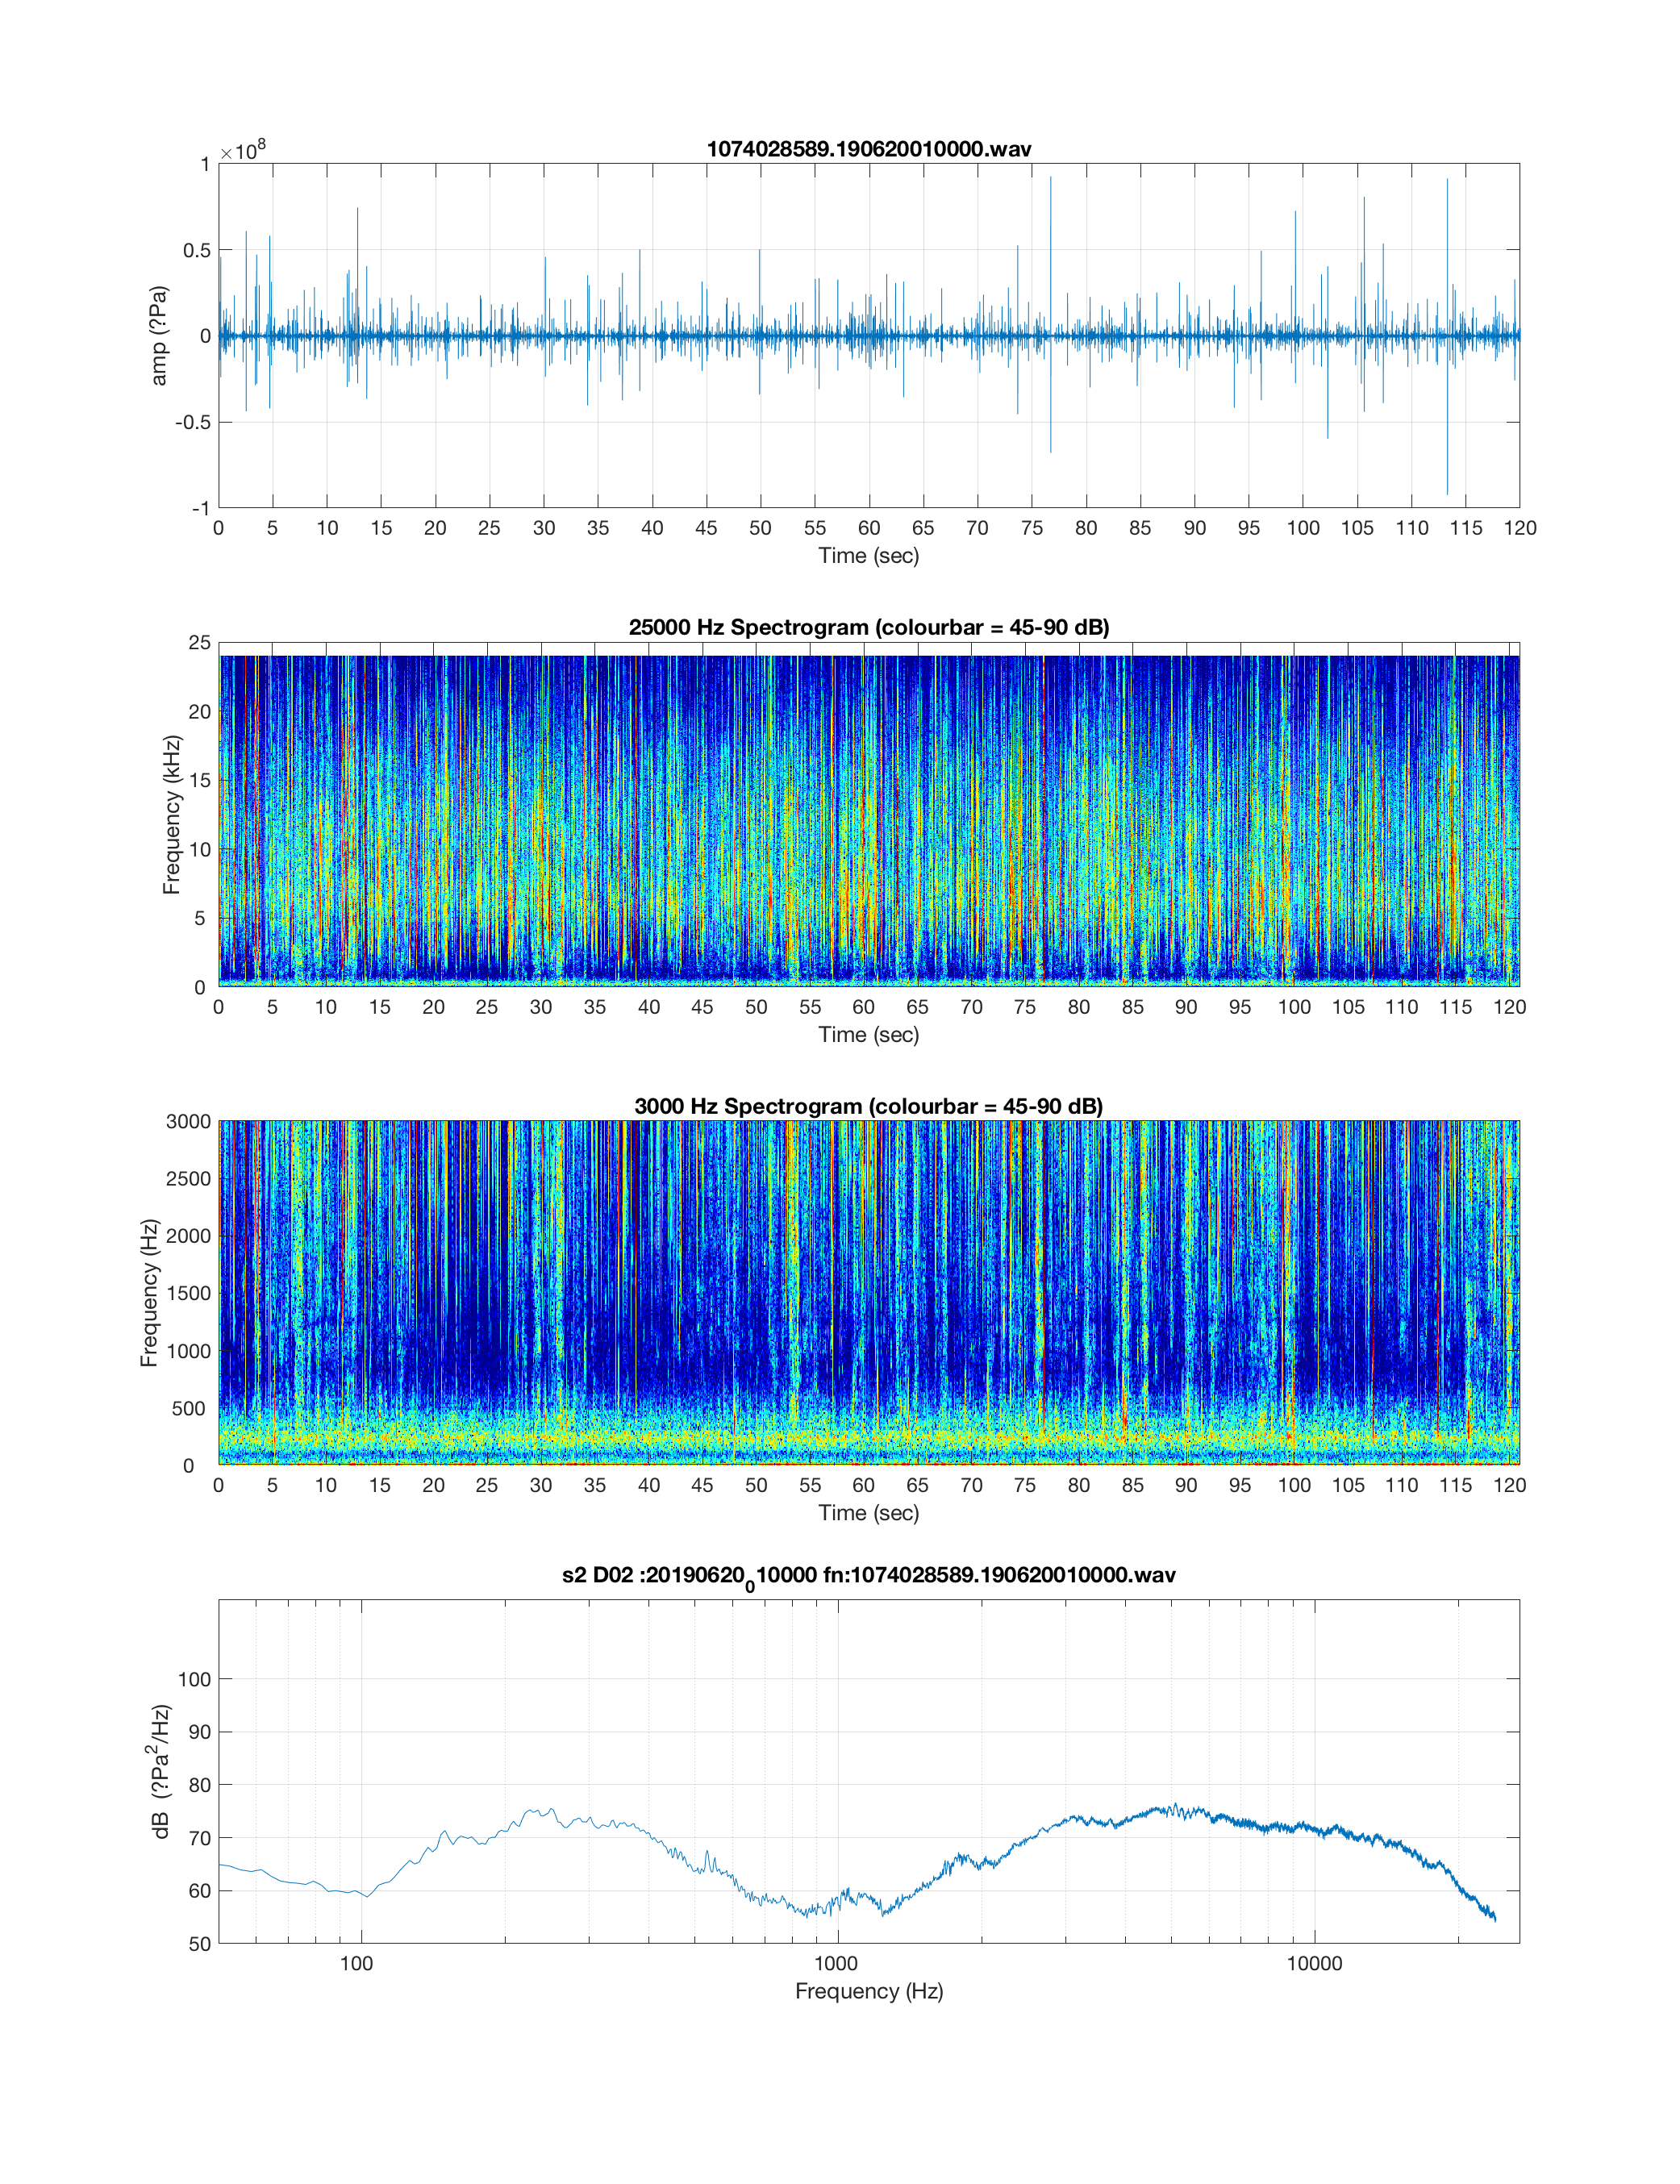 1074028589.190620010000.wav
×10⁸
1
0.5
0
-0.5
-1
amp (?Pa)
0 5 10 15 20 25 30 35 40 45 50 55 60 65 70 75 80 85 90 95 100 105 110 115 120
Time (sec)
25000 Hz Spectrogram (colourbar = 45-90 dB)
25
20
15
10
5
0
Frequency (kHz)
0 5 10 15 20 25 30 35 40 45 50 55 60 65 70 75 80 85 90 95 100 105 110 115 120
Time (sec)
3000 Hz Spectrogram (colourbar = 45-90 dB)
3000
2500
2000
1500
1000
500
0
Frequency (Hz)
0 5 10 15 20 25 30 35 40 45 50 55 60 65 70 75 80 85 90 95 100 105 110 115 120
Time (sec)
s2 D02 :20190620₀10000 fn:1074028589.190620010000.wav
100
90
80
70
60
50
dB (?Pa²/Hz)
100 1000 10000
Frequency (Hz)